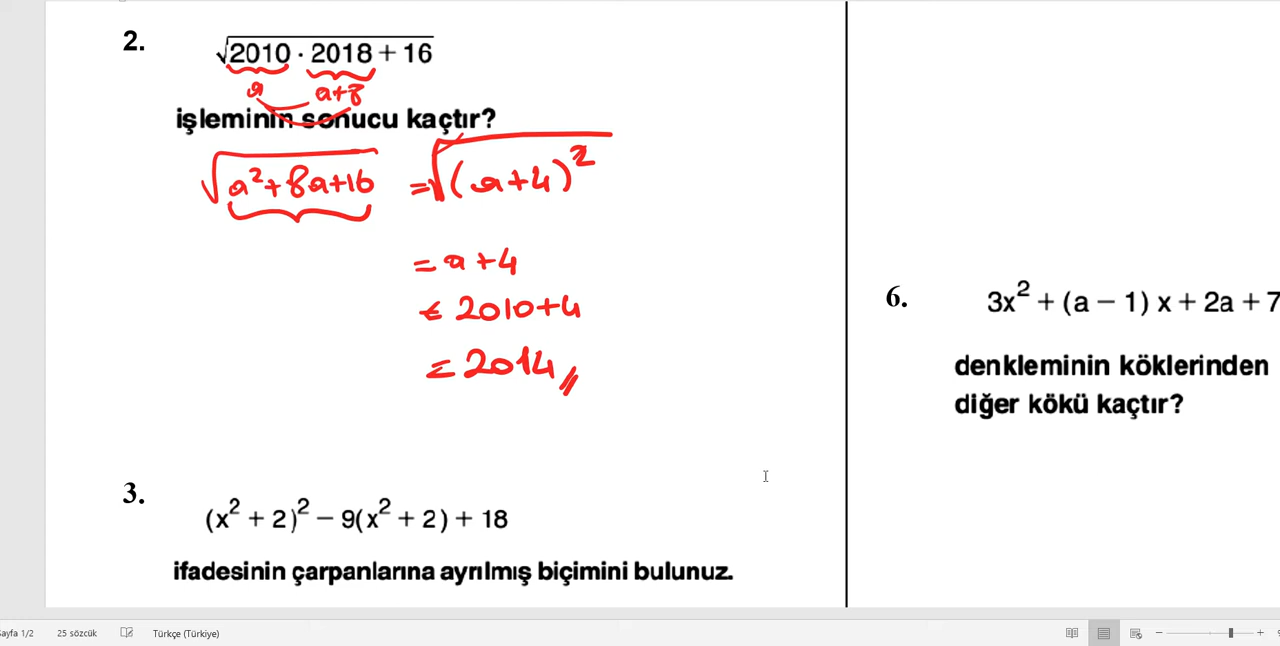 2. √2010 · 2018 + 16
a a+8
işleminin sonucu kaçtır?
√a²+8a+16 = √(a+4)²
= a+4
= 2010+4
= 2014 //
3. (x² + 2)² − 9(x² + 2) + 18
ifadesinin çarpanlarına ayrılmış biçimini bulunuz.
6. 3x² + (a − 1) x + 2a + 7
denkleminin köklerinden
diğer kökü kaçtır?
Sayfa 1/2 25 sözcük Türkçe (Türkiye) − + 9